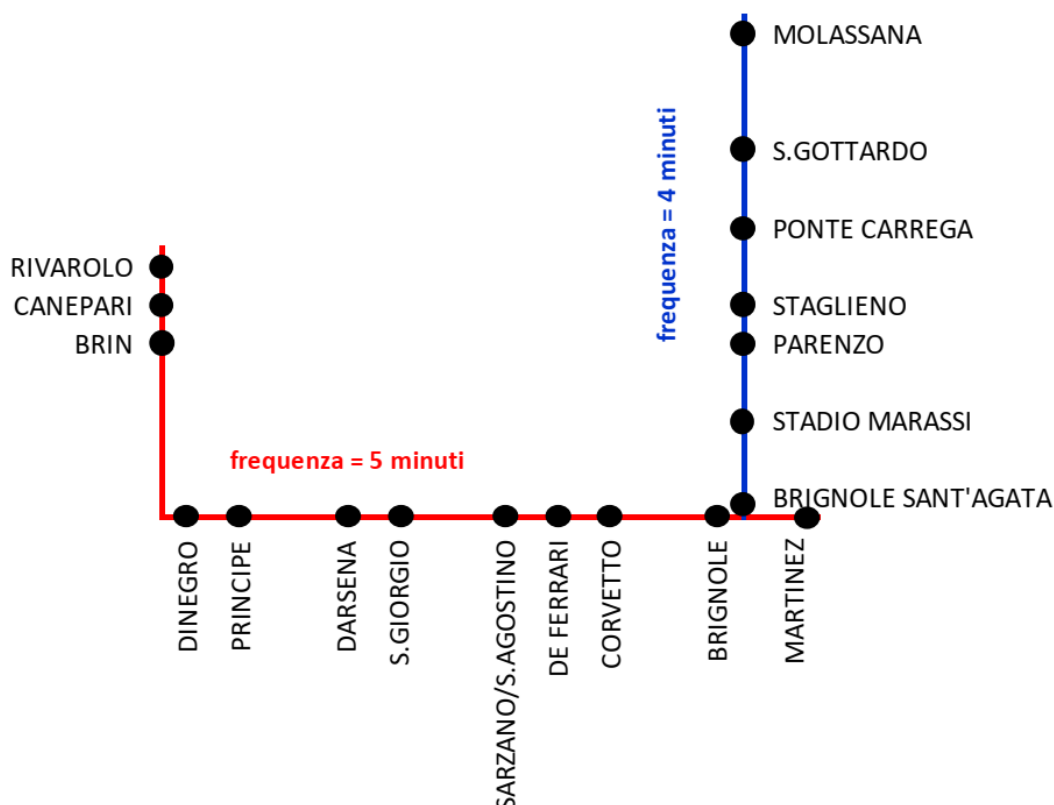 MOLASSANA
S.GOTTARDO
PONTE CARREGA
STAGLIENO
PARENZO
STADIO MARASSI
BRIGNOLE SANT'AGATA
frequenza = 4 minuti
RIVAROLO
CANEPARI
BRIN
frequenza = 5 minuti
DINEGRO
PRINCIPE
DARSENA
S.GIORGIO
SARZANO/S.AGOSTINO
DE FERRARI
CORVETTO
BRIGNOLE
MARTINEZ